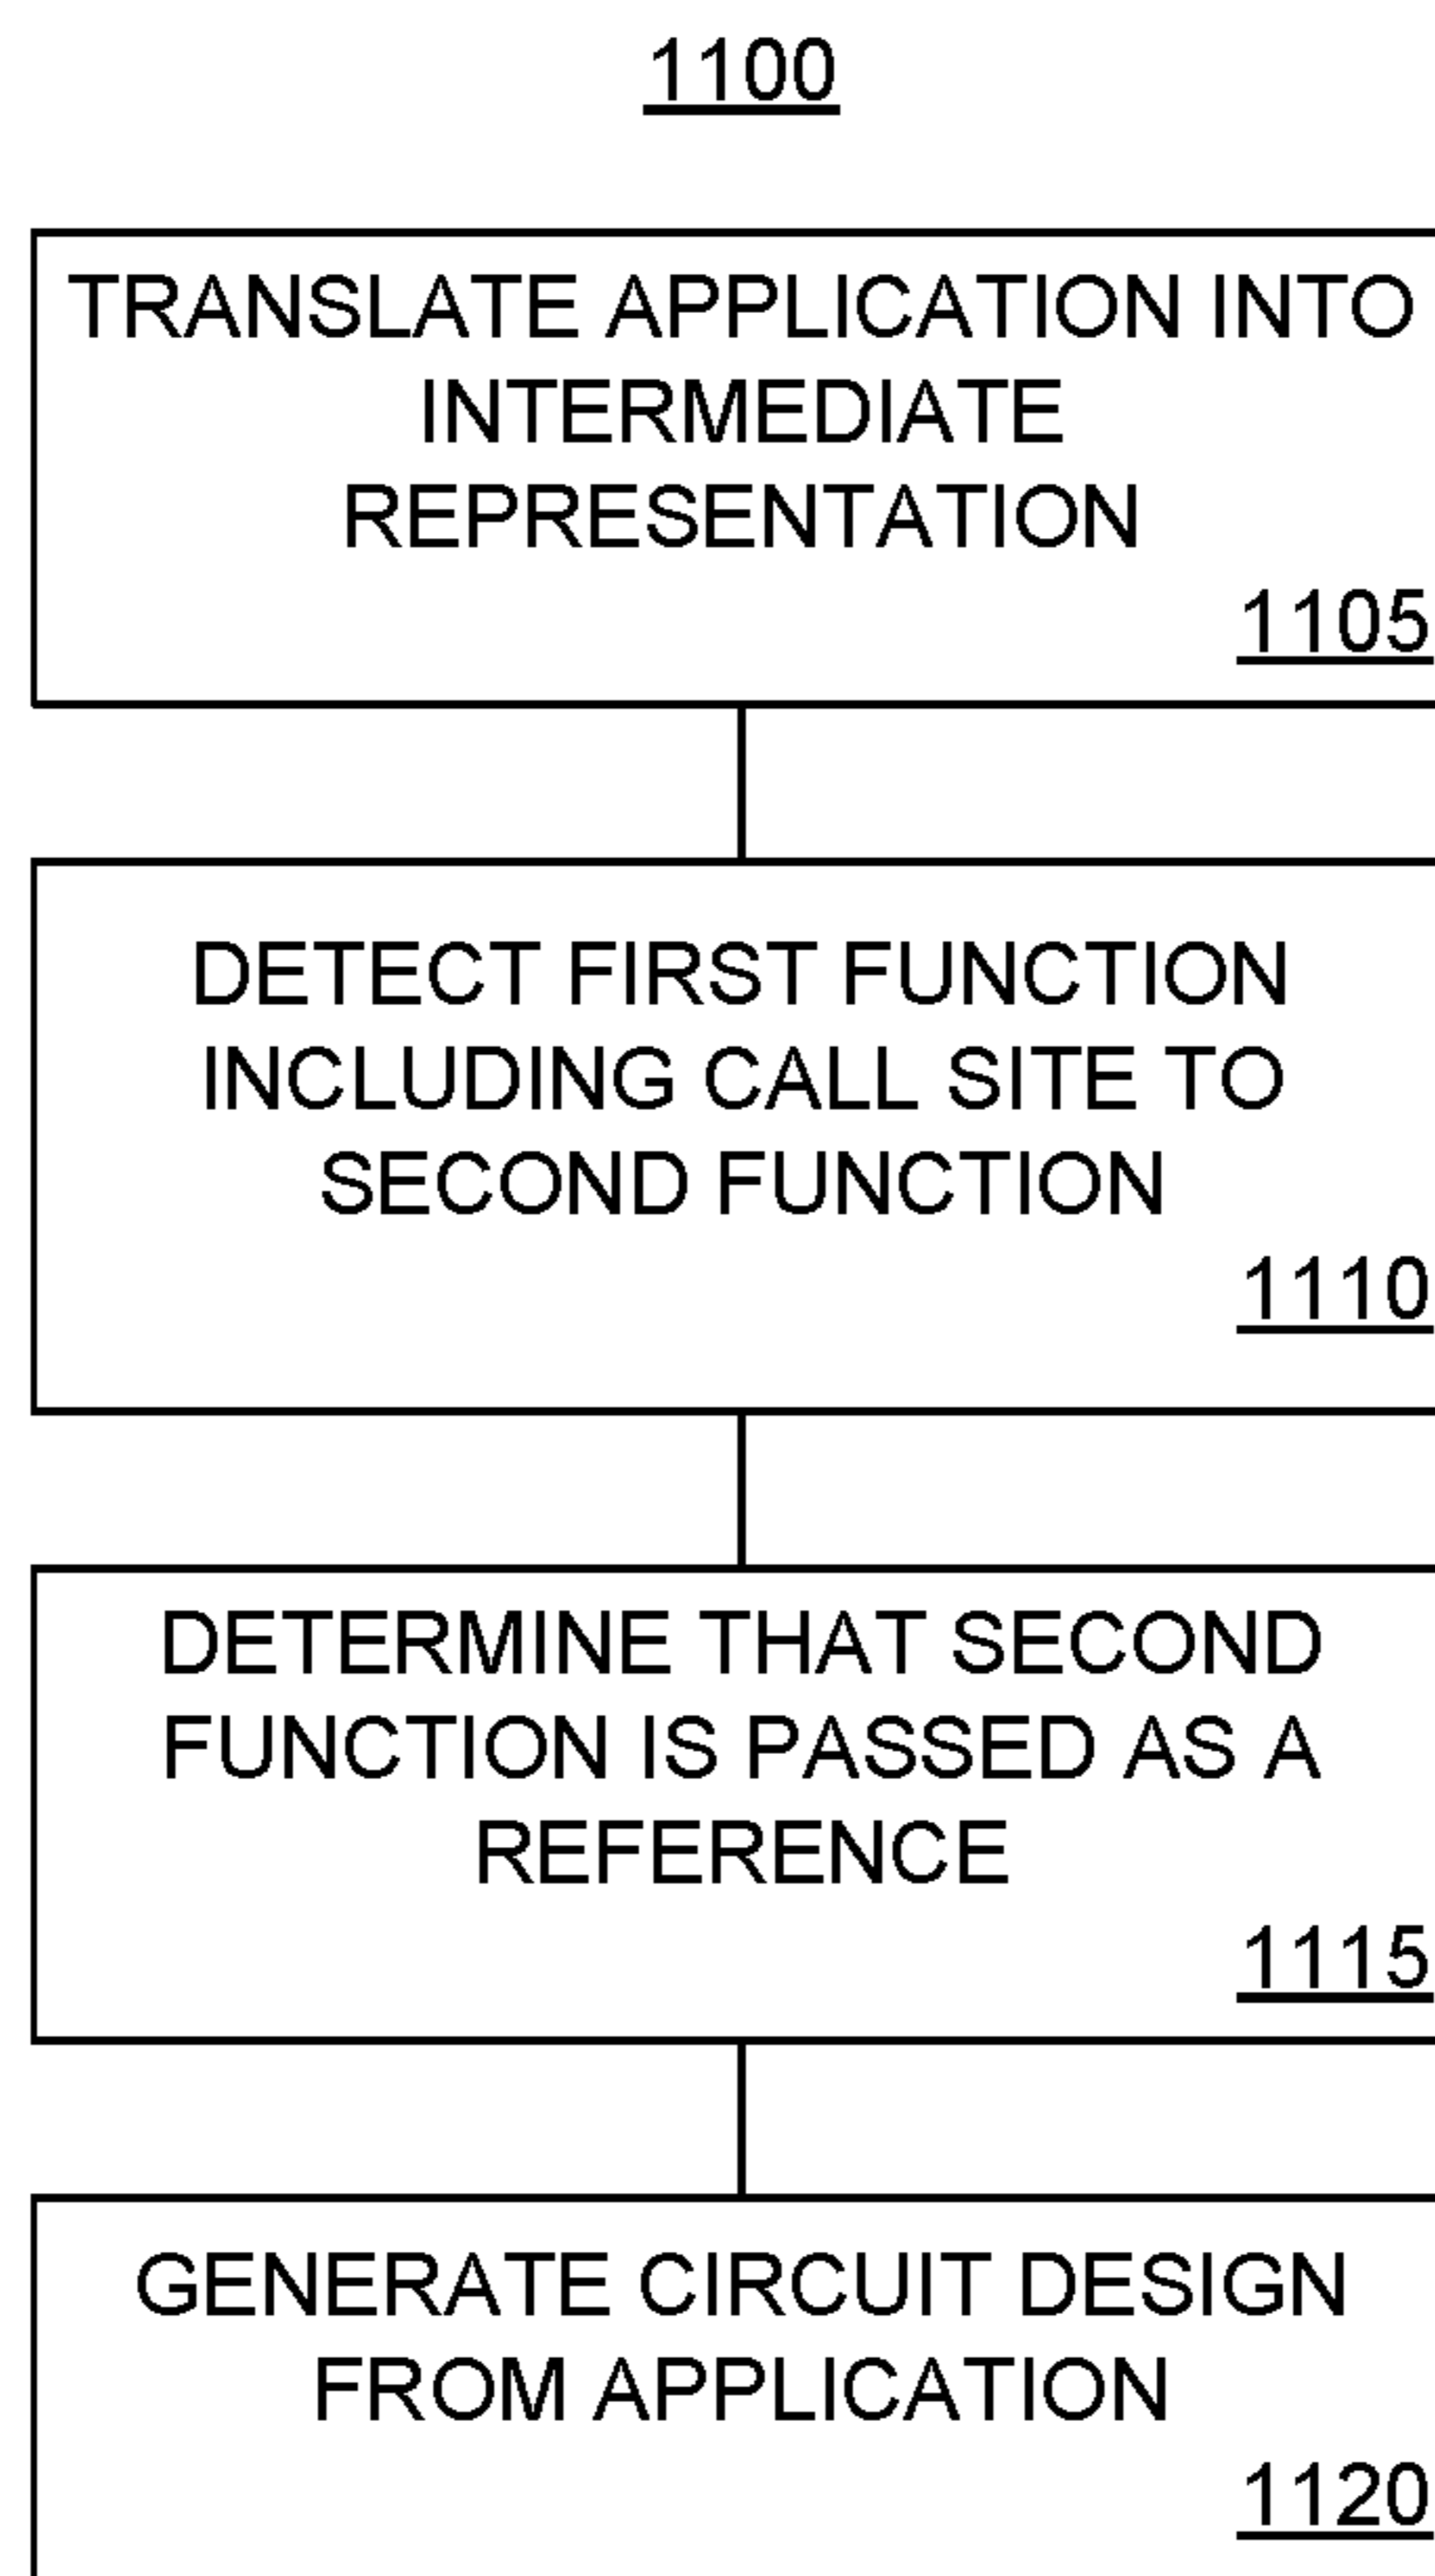 1100
TRANSLATE APPLICATION INTO
INTERMEDIATE
REPRESENTATION
1105
DETECT FIRST FUNCTION
INCLUDING CALL SITE TO
SECOND FUNCTION
1110
DETERMINE THAT SECOND
FUNCTION IS PASSED AS A
REFERENCE
1115
GENERATE CIRCUIT DESIGN
FROM APPLICATION
1120